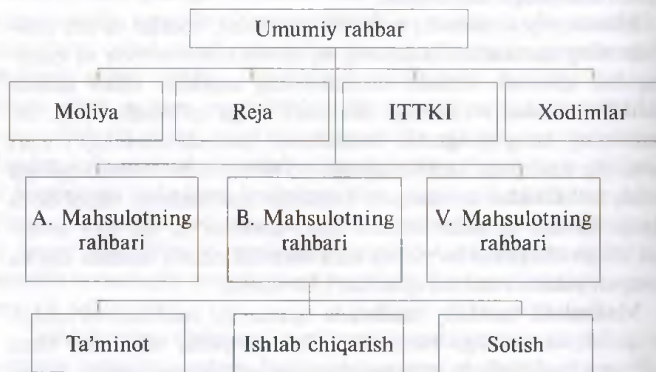 Umumiy rahbar
Moliya
Reja
ITTKI
Xodimlar
A. Mahsulotning
rahbari
B. Mahsulotning
rahbari
V. Mahsulotning
rahbari
Ta'minot
Ishlab chiqarish
Sotish